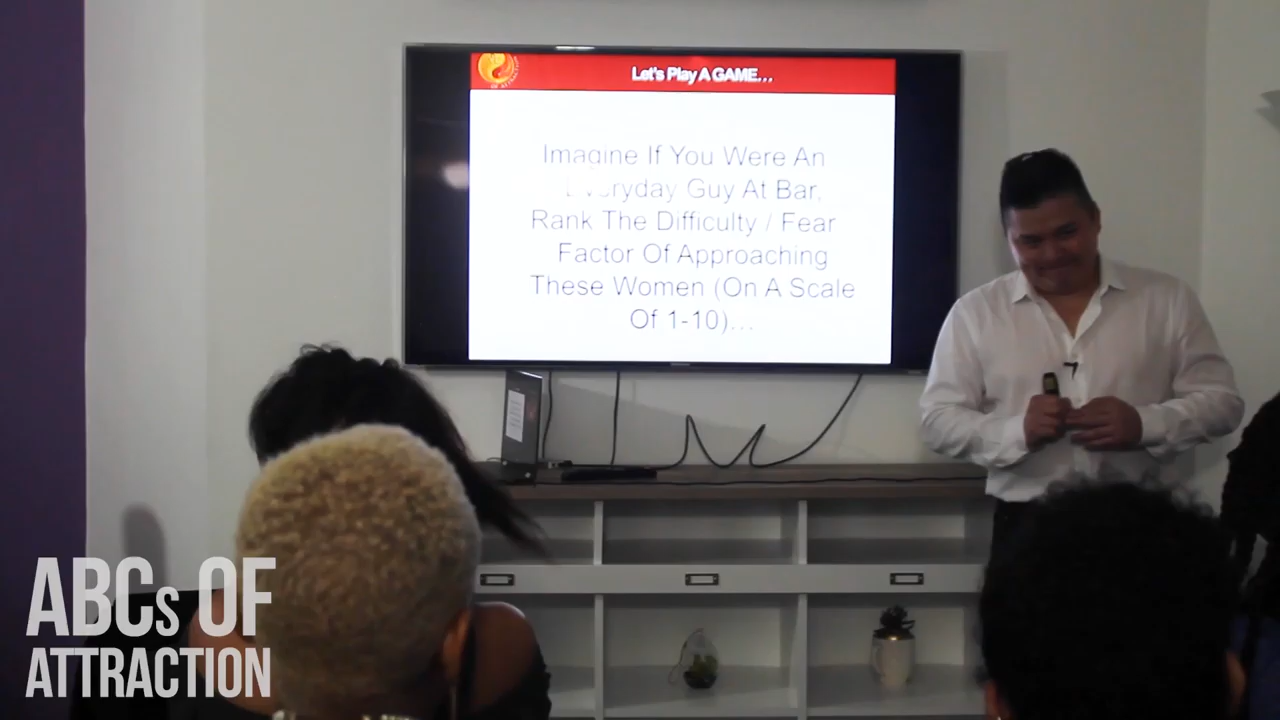 Let's Play A GAME...
Imagine If You Were An
Everyday Guy At Bar,
Rank The Difficulty / Fear
Factor Of Approaching
These Women (On A Scale
Of 1-10)...
ABCs OF
ATTRACTION